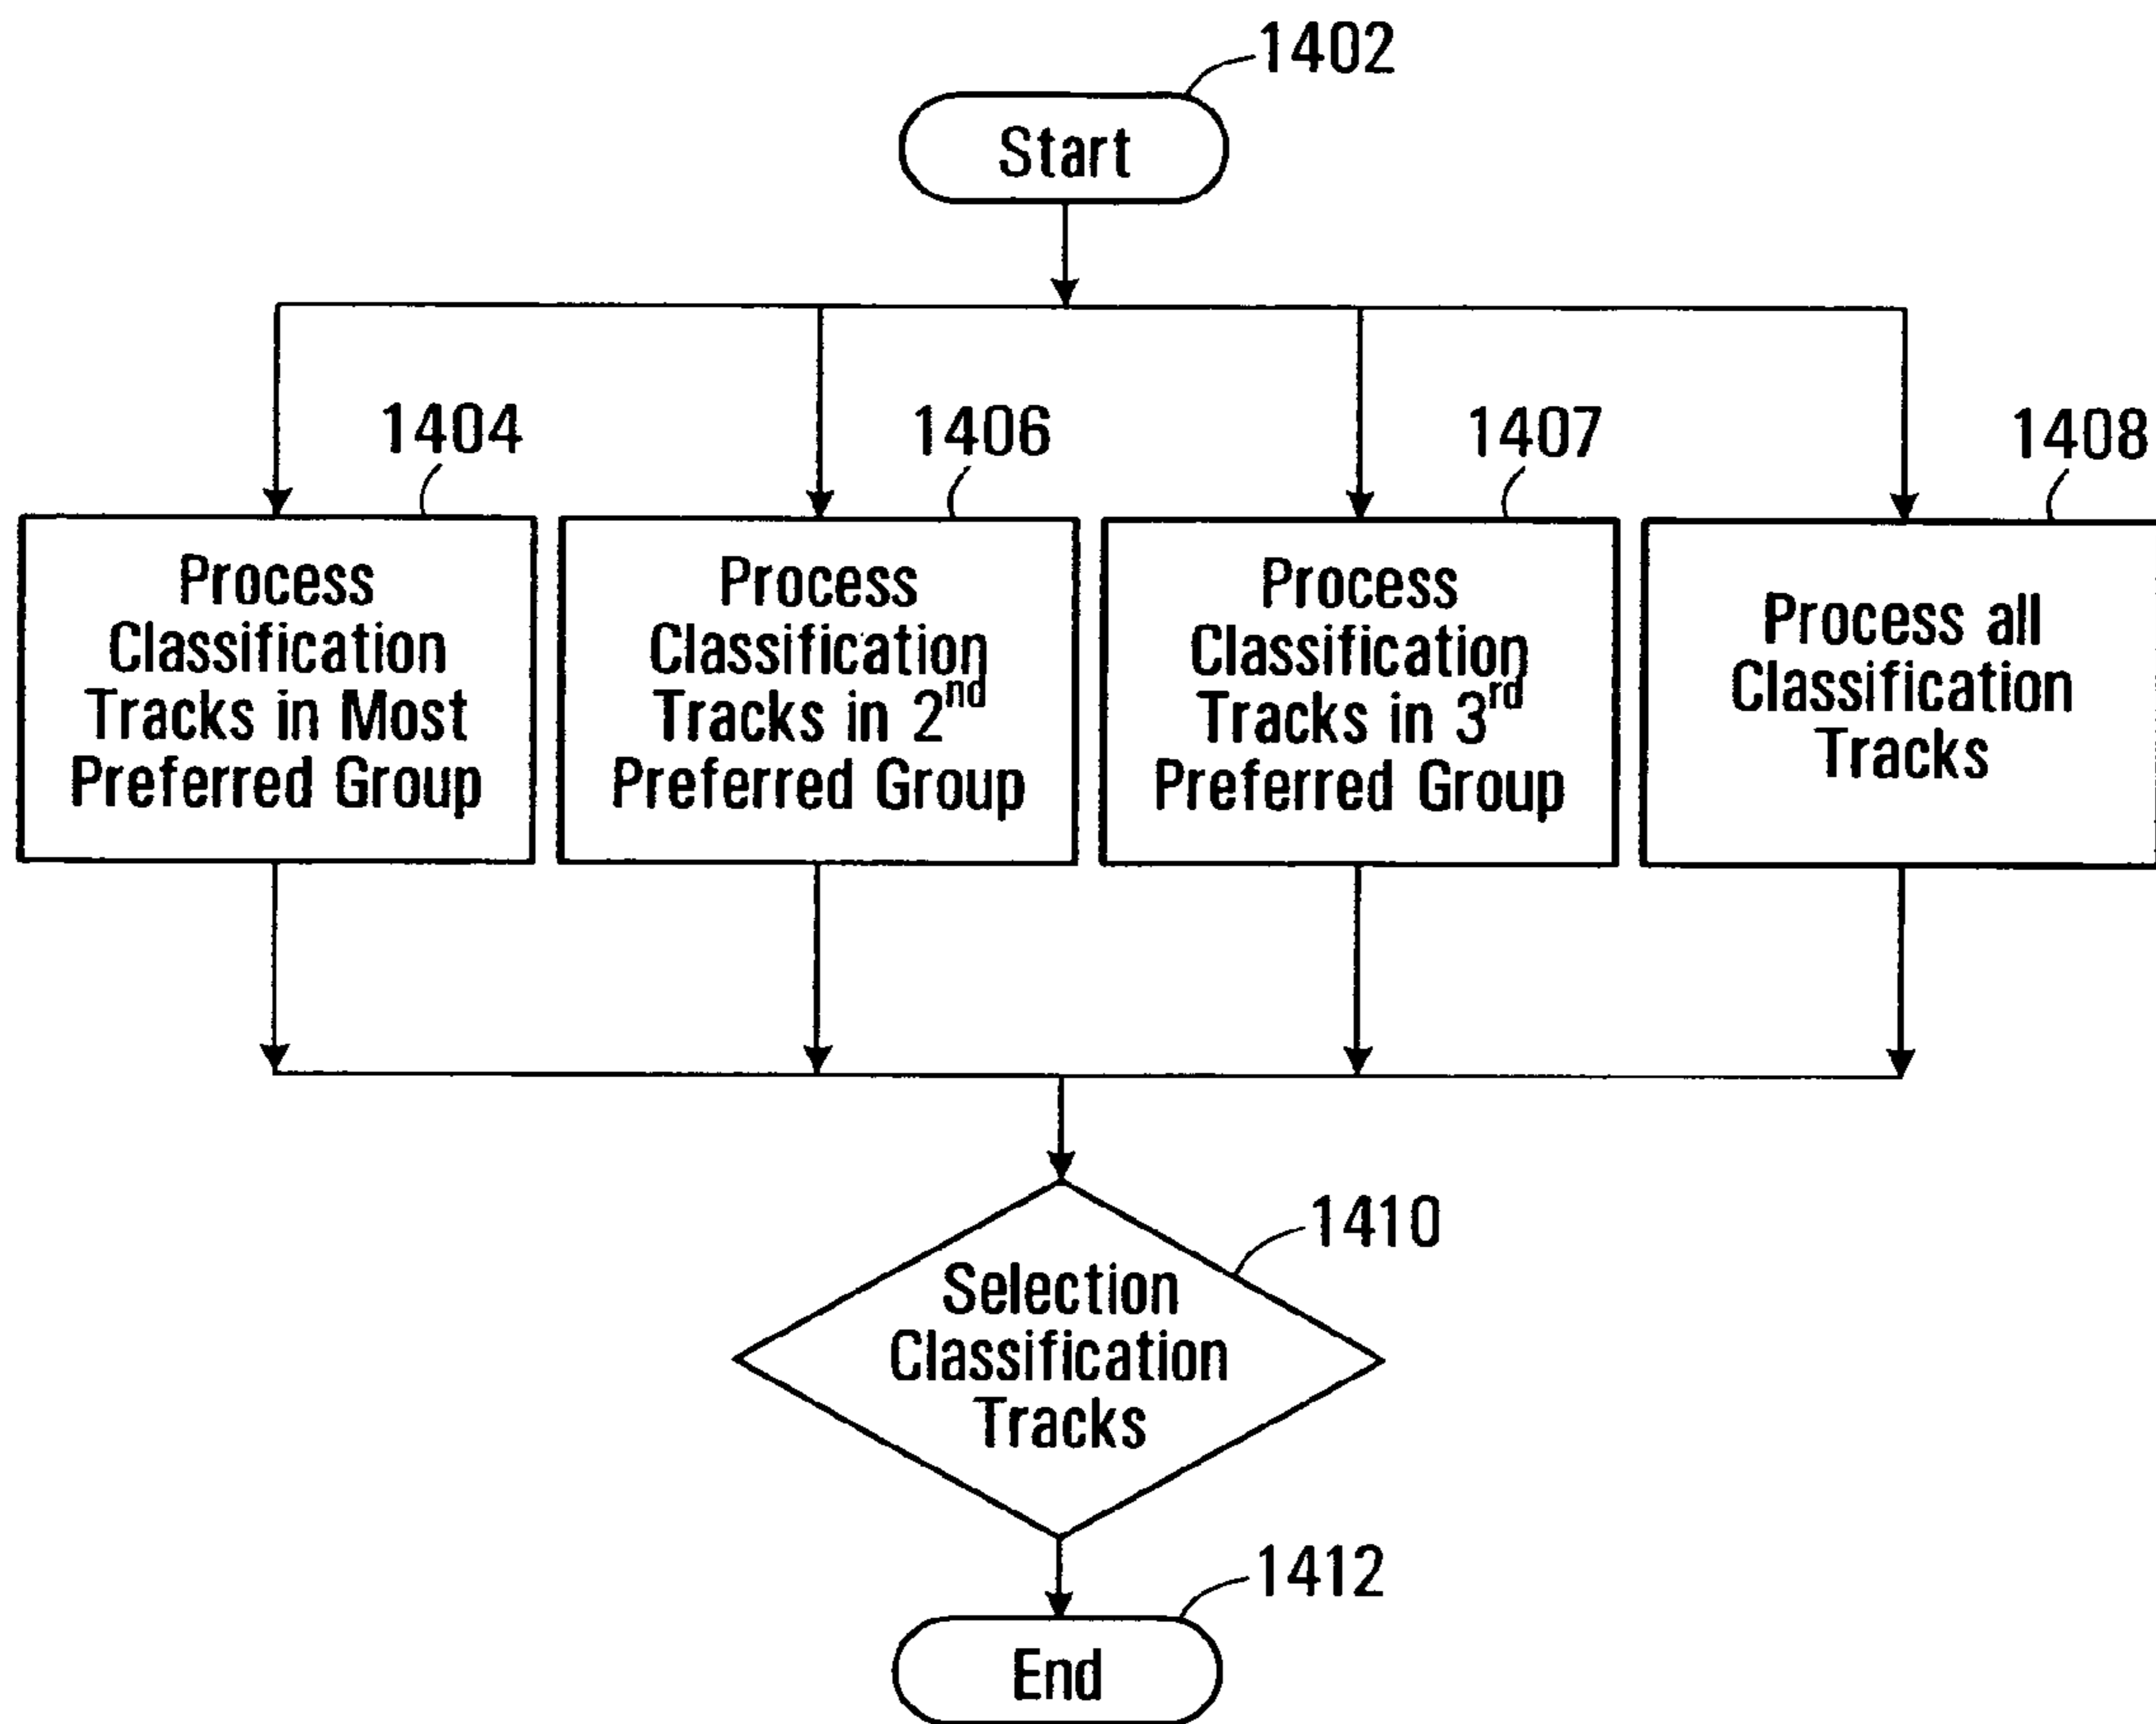 1402
Start
1404
1406
1407
1408
Process
Classification
Tracks in Most
Preferred Group
Process
Classification
Tracks in 2nd
Preferred Group
Process
Classification
Tracks in 3rd
Preferred Group
Process all
Classification
Tracks
1410
Selection
Classification
Tracks
1412
End